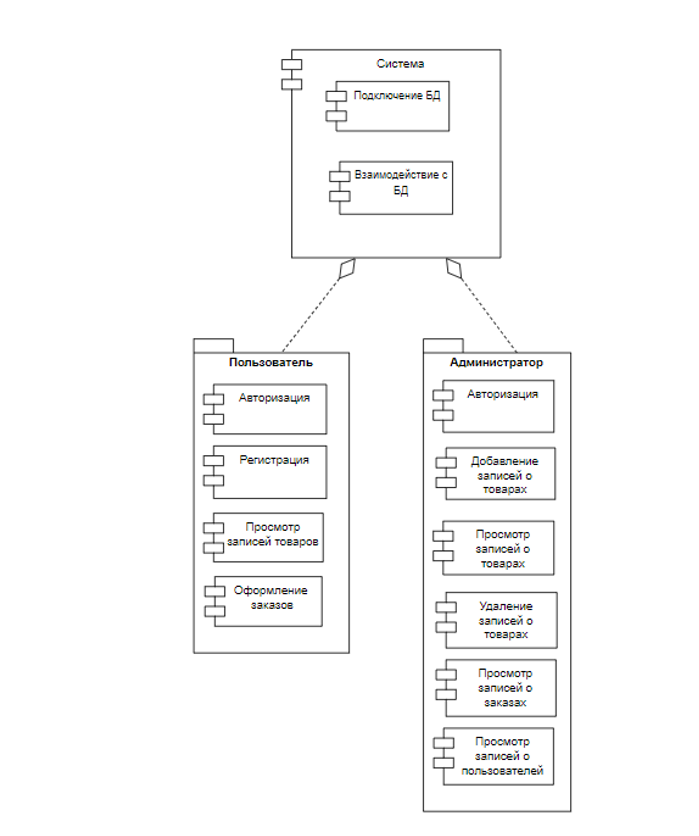 Система
Подключение БД
Взаимодействие с
БД
Пользователь
Авторизация
Регистрация
Просмотр
записей товаров
Оформление
заказов
Администратор
Авторизация
Добавление
записей о
товарах
Просмотр
записей о
товарах
Удаление
записей о
товарах
Просмотр
записей о
заказах
Просмотр
записей о
пользователей